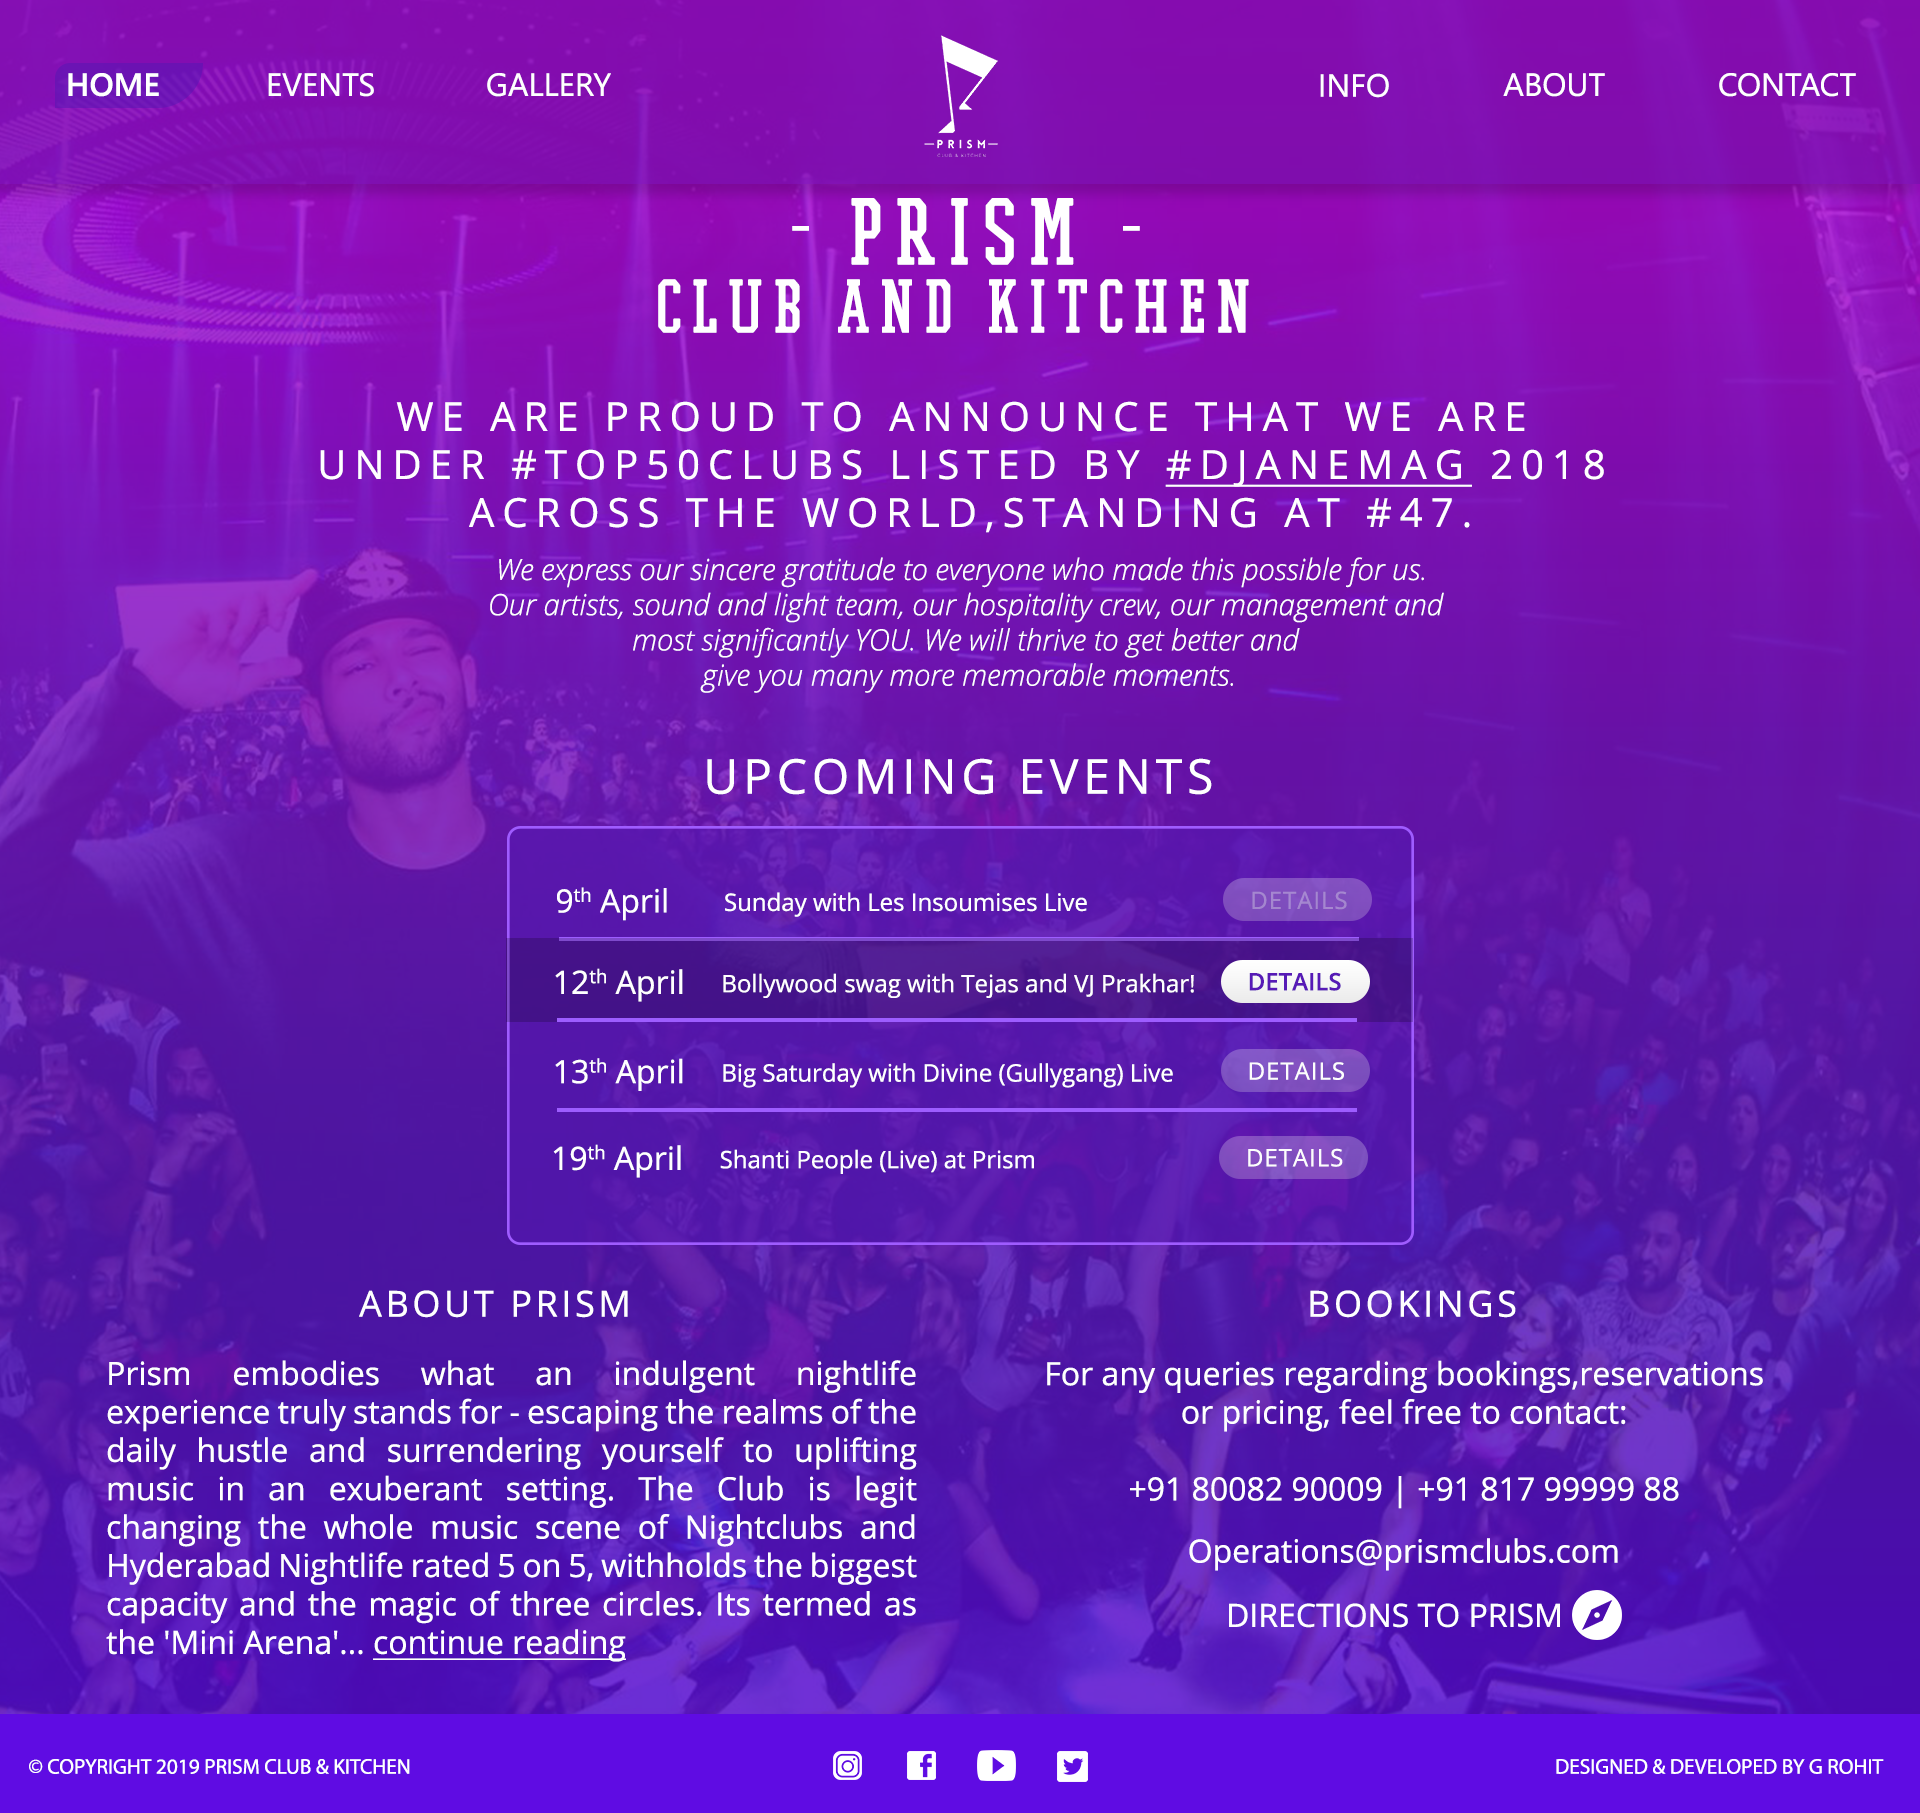 HOME EVENTS GALLERY INFO ABOUT CONTACT
-PRISM-
CLUB & KITCHEN
- PRISM -
CLUB AND KITCHEN
WE ARE PROUD TO ANNOUNCE THAT WE ARE
UNDER #TOP50CLUBS LISTED BY #DJANEMAG 2018
ACROSS THE WORLD,STANDING AT #47.
We express our sincere gratitude to everyone who made this possible for us.
Our artists, sound and light team, our hospitality crew, our management and
most significantly YOU. We will thrive to get better and
give you many more memorable moments.
UPCOMING EVENTS
9th April Sunday with Les Insoumises Live DETAILS
12th April Bollywood swag with Tejas and VJ Prakhar! DETAILS
13th April Big Saturday with Divine (Gullygang) Live DETAILS
19th April Shanti People (Live) at Prism DETAILS
ABOUT PRISM
Prism embodies what an indulgent nightlife
experience truly stands for - escaping the realms of the
daily hustle and surrendering yourself to uplifting
music in an exuberant setting. The Club is legit
changing the whole music scene of Nightclubs and
Hyderabad Nightlife rated 5 on 5, withholds the biggest
capacity and the magic of three circles. Its termed as
the 'Mini Arena'... continue reading
BOOKINGS
For any queries regarding bookings,reservations
or pricing, feel free to contact:
+91 80082 90009 | +91 817 99999 88
Operations@prismclubs.com
DIRECTIONS TO PRISM
© COPYRIGHT 2019 PRISM CLUB & KITCHEN
DESIGNED & DEVELOPED BY G ROHIT